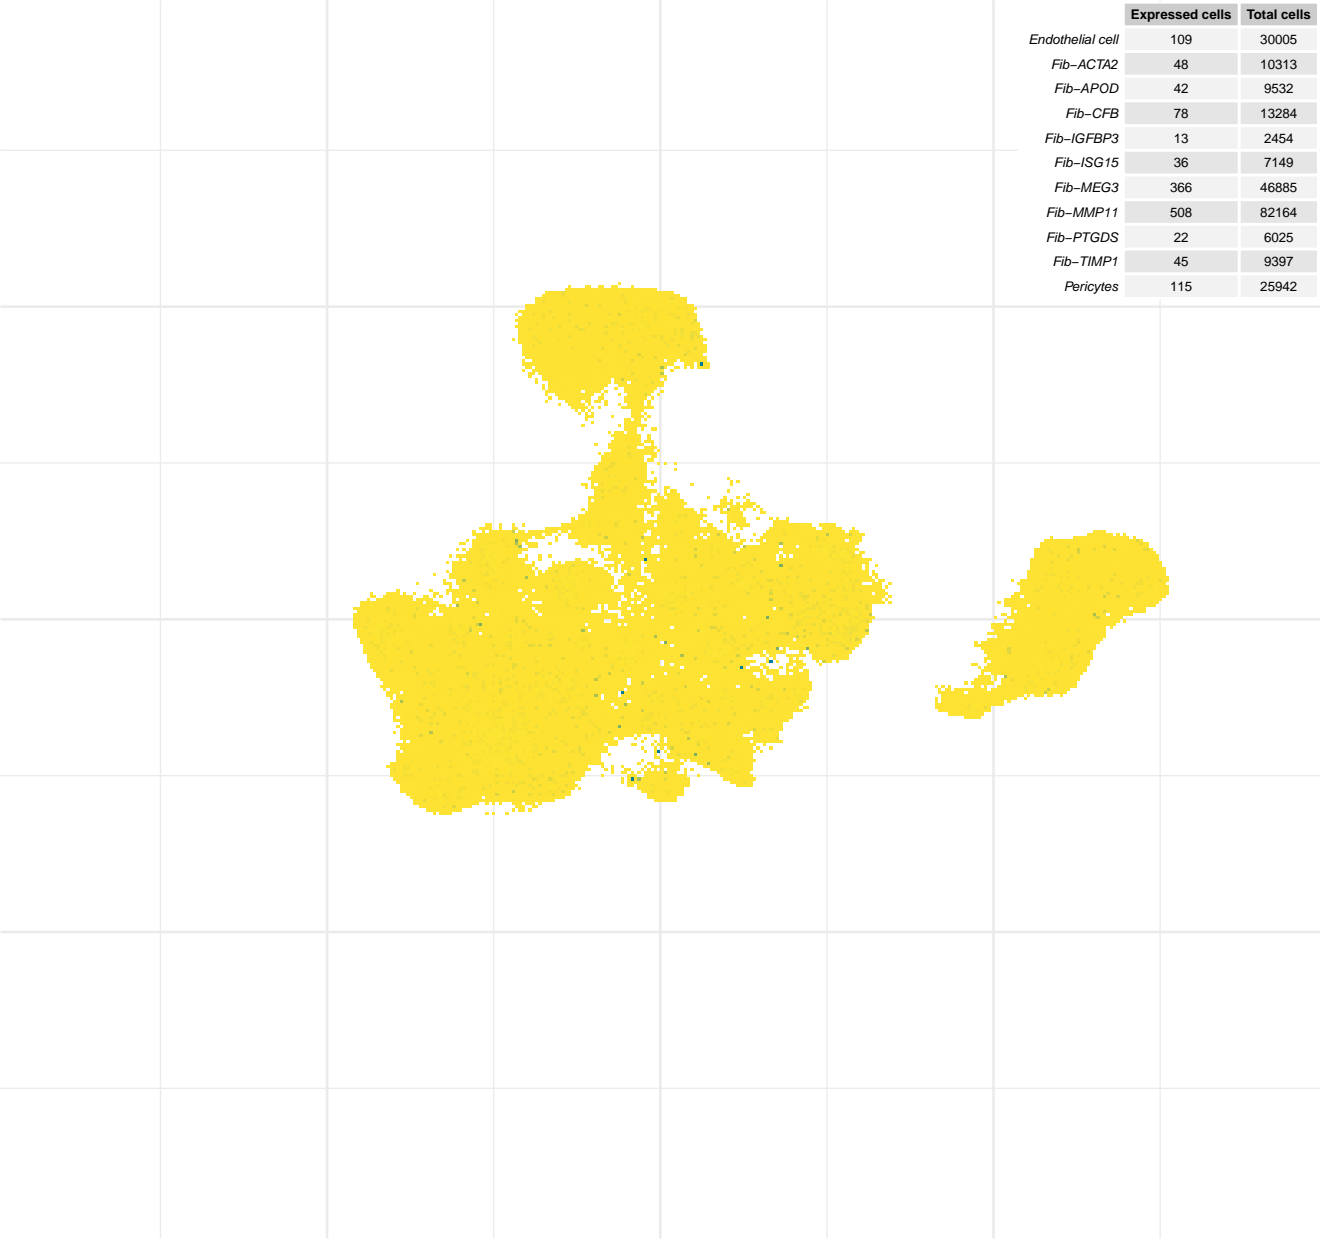 Expressed cells Total cells
Endothelial cell 109 30005
Fib−ACTA2 48 10313
Fib−APOD 42 9532
Fib−CFB 78 13284
Fib−IGFBP3 13 2454
Fib−ISG15 36 7149
Fib−MEG3 366 46885
Fib−MMP11 508 82164
Fib−PTGDS 22 6025
Fib−TIMP1 45 9397
Pericytes 115 25942